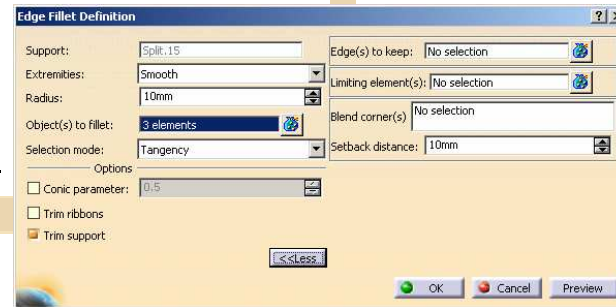 Edge Fillet Definition
Support: Split.15
Extremities: Smooth
Radius: 10mm
Object(s) to fillet: 3 elements
Selection mode: Tangency
Options
Conic parameter: 0.5
Trim ribbons
Trim support
<<Less
Edge(s) to keep: No selection
Limiting element(s): No selection
Blend corner(s) No selection
Setback distance: 10mm
OK Cancel Preview